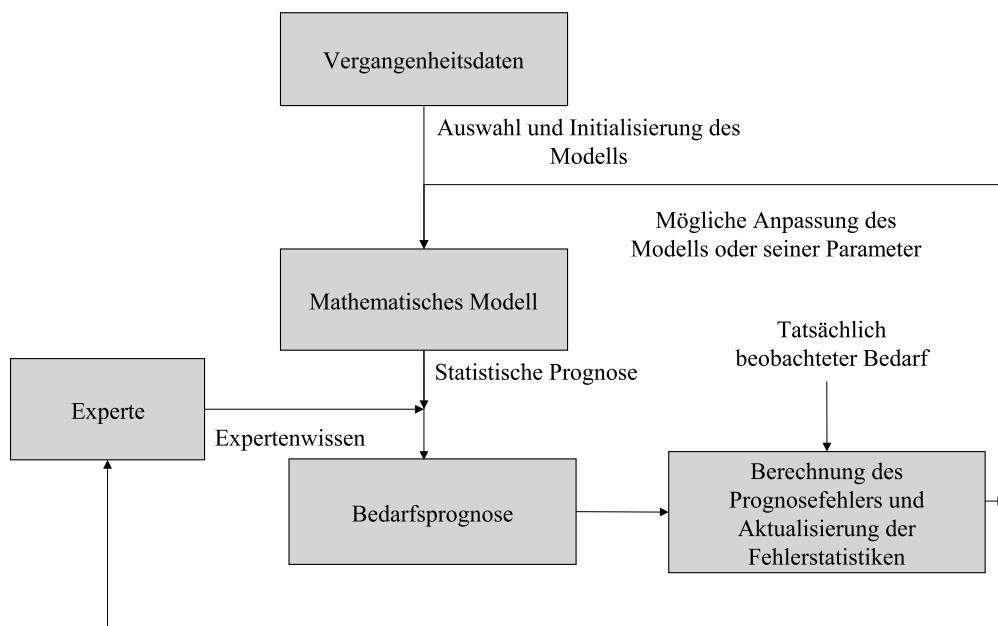 Vergangenheitsdaten
Auswahl und Initialisierung des
Modells
Mögliche Anpassung des
Modells oder seiner Parameter
Mathematisches Modell
Tatsächlich
beobachteter Bedarf
Statistische Prognose
Experte
Expertenwissen
Bedarfsprognose
Berechnung des
Prognosefehlers und
Aktualisierung der
Fehlerstatistiken